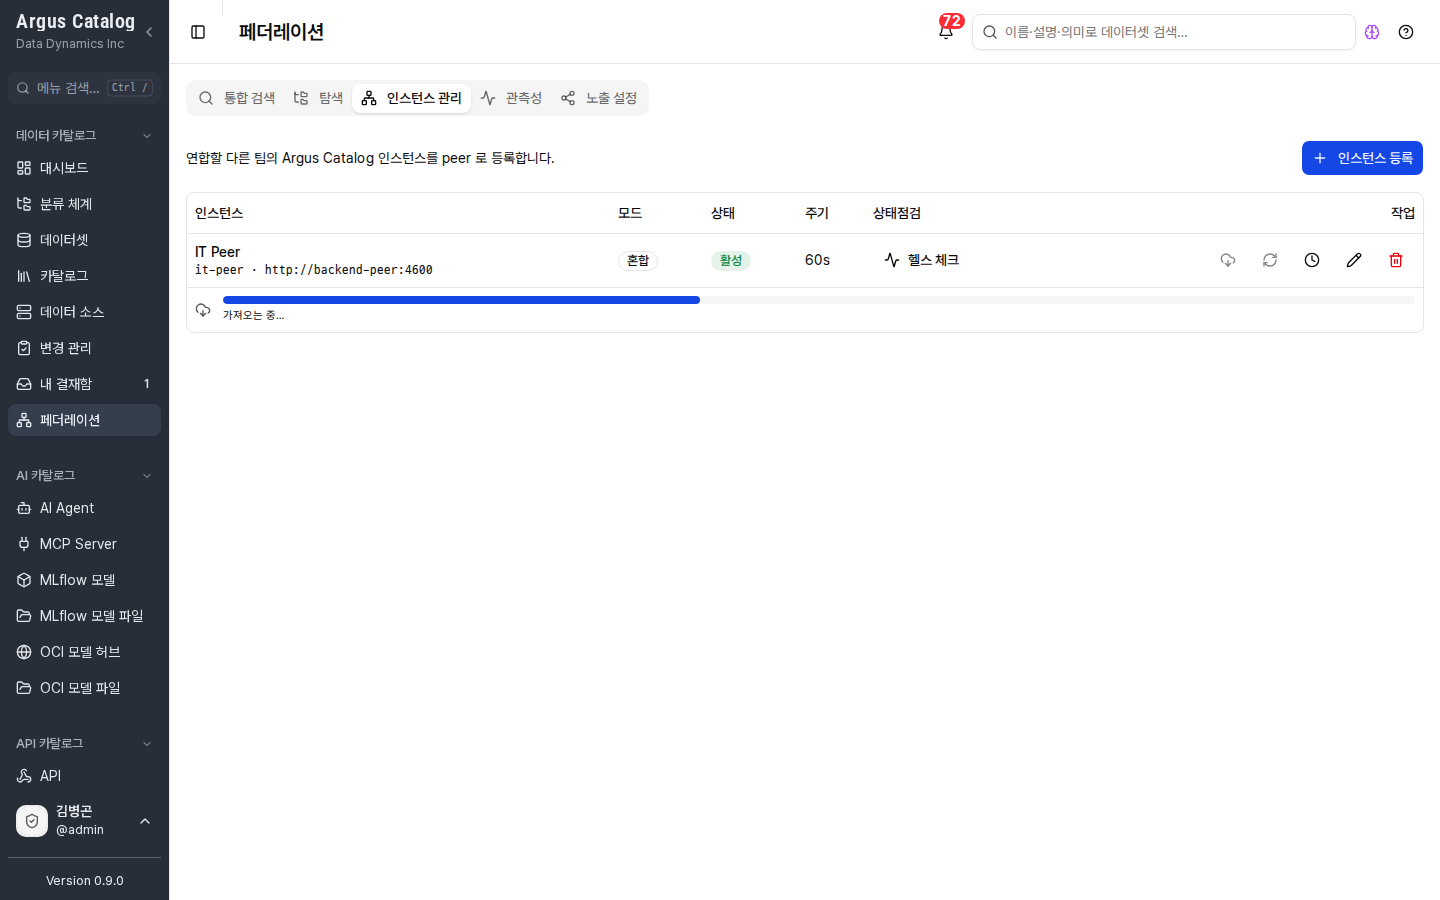 Argus Catalog
Data Dynamics Inc
메뉴 검색... Ctrl /
데이터 카탈로그
대시보드
분류 체계
데이터셋
카탈로그
데이터 소스
변경 관리
내 결재함 1
페더레이션
AI 카탈로그
AI Agent
MCP Server
MLflow 모델
MLflow 모델 파일
OCI 모델 허브
OCI 모델 파일
API 카탈로그
API
김병곤
@admin
Version 0.9.0
페더레이션
72
이름·설명·의미로 데이터셋 검색...
통합 검색 탐색 인스턴스 관리 관측성 노출 설정
연합할 다른 팀의 Argus Catalog 인스턴스를 peer 로 등록합니다.
인스턴스 등록
인스턴스 모드 상태 주기 상태점검 작업
IT Peer
it-peer · http://backend-peer:4600
혼합 활성 60s 헬스 체크
가져오는 중...